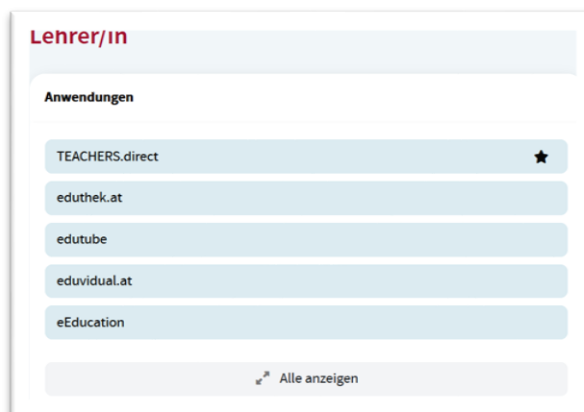 Lehrer/in
Anwendungen
TEACHERS.direct
eduthek.at
edutube
eduvidual.at
eEducation
Alle anzeigen